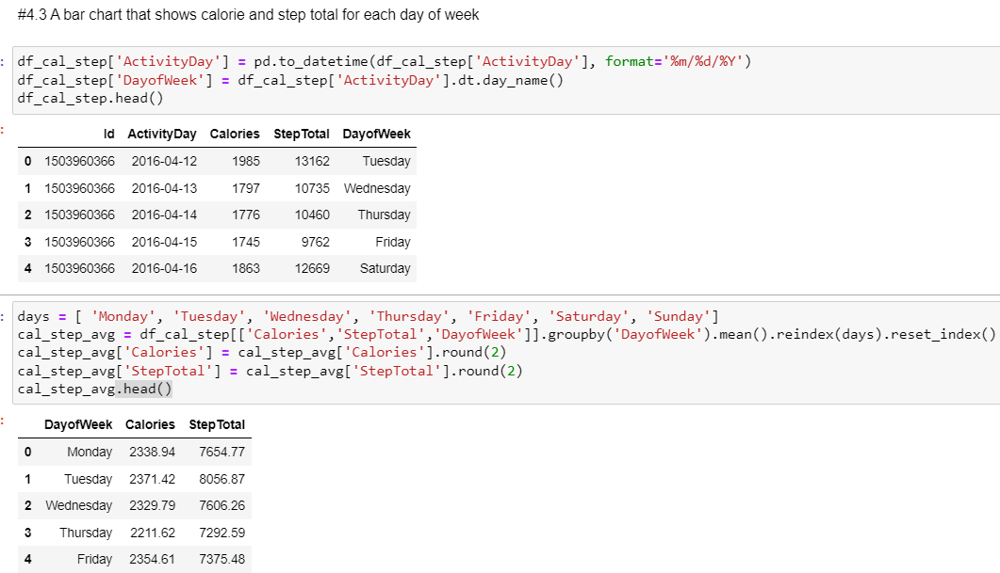 #4.3 A bar chart that shows calorie and step total for each day of week
df_cal_step['ActivityDay'] = pd.to_datetime(df_cal_step['ActivityDay'], format='%m/%d/%Y')
df_cal_step['DayofWeek'] = df_cal_step['ActivityDay'].dt.day_name()
df_cal_step.head()
Id ActivityDay Calories StepTotal DayofWeek
0 1503960366 2016-04-12 1985 13162 Tuesday
1 1503960366 2016-04-13 1797 10735 Wednesday
2 1503960366 2016-04-14 1776 10460 Thursday
3 1503960366 2016-04-15 1745 9762 Friday
4 1503960366 2016-04-16 1863 12669 Saturday
days = [ 'Monday', 'Tuesday', 'Wednesday', 'Thursday', 'Friday', 'Saturday', 'Sunday']
cal_step_avg = df_cal_step[['Calories','StepTotal','DayofWeek']].groupby('DayofWeek').mean().reindex(days).reset_index()
cal_step_avg['Calories'] = cal_step_avg['Calories'].round(2)
cal_step_avg['StepTotal'] = cal_step_avg['StepTotal'].round(2)
cal_step_avg.head()
DayofWeek Calories StepTotal
0 Monday 2338.94 7654.77
1 Tuesday 2371.42 8056.87
2 Wednesday 2329.79 7606.26
3 Thursday 2211.62 7292.59
4 Friday 2354.61 7375.48